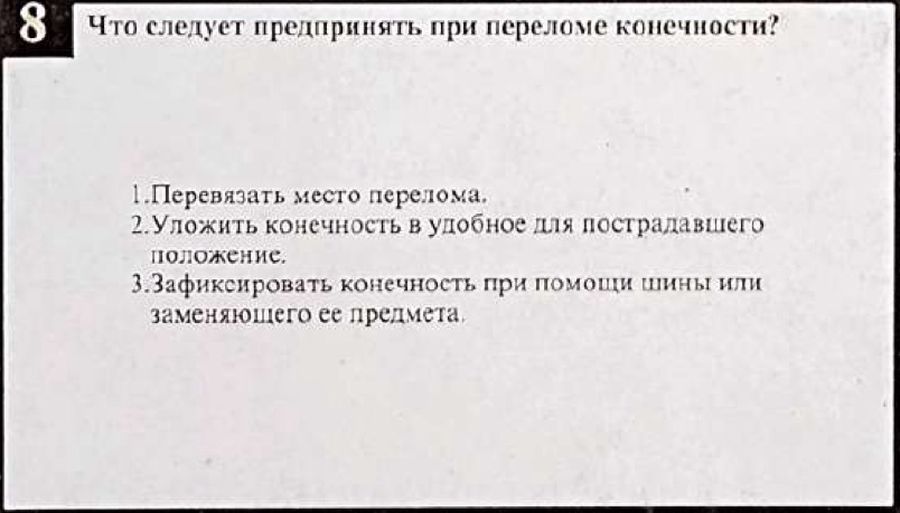 8
Что следует предпринять при переломе конечности?
1.Перевязать место перелома.
2.Уложить конечность в удобное для пострадавшего
положение.
3.Зафиксировать конечность при помощи шины или
заменяющего ее предмета.